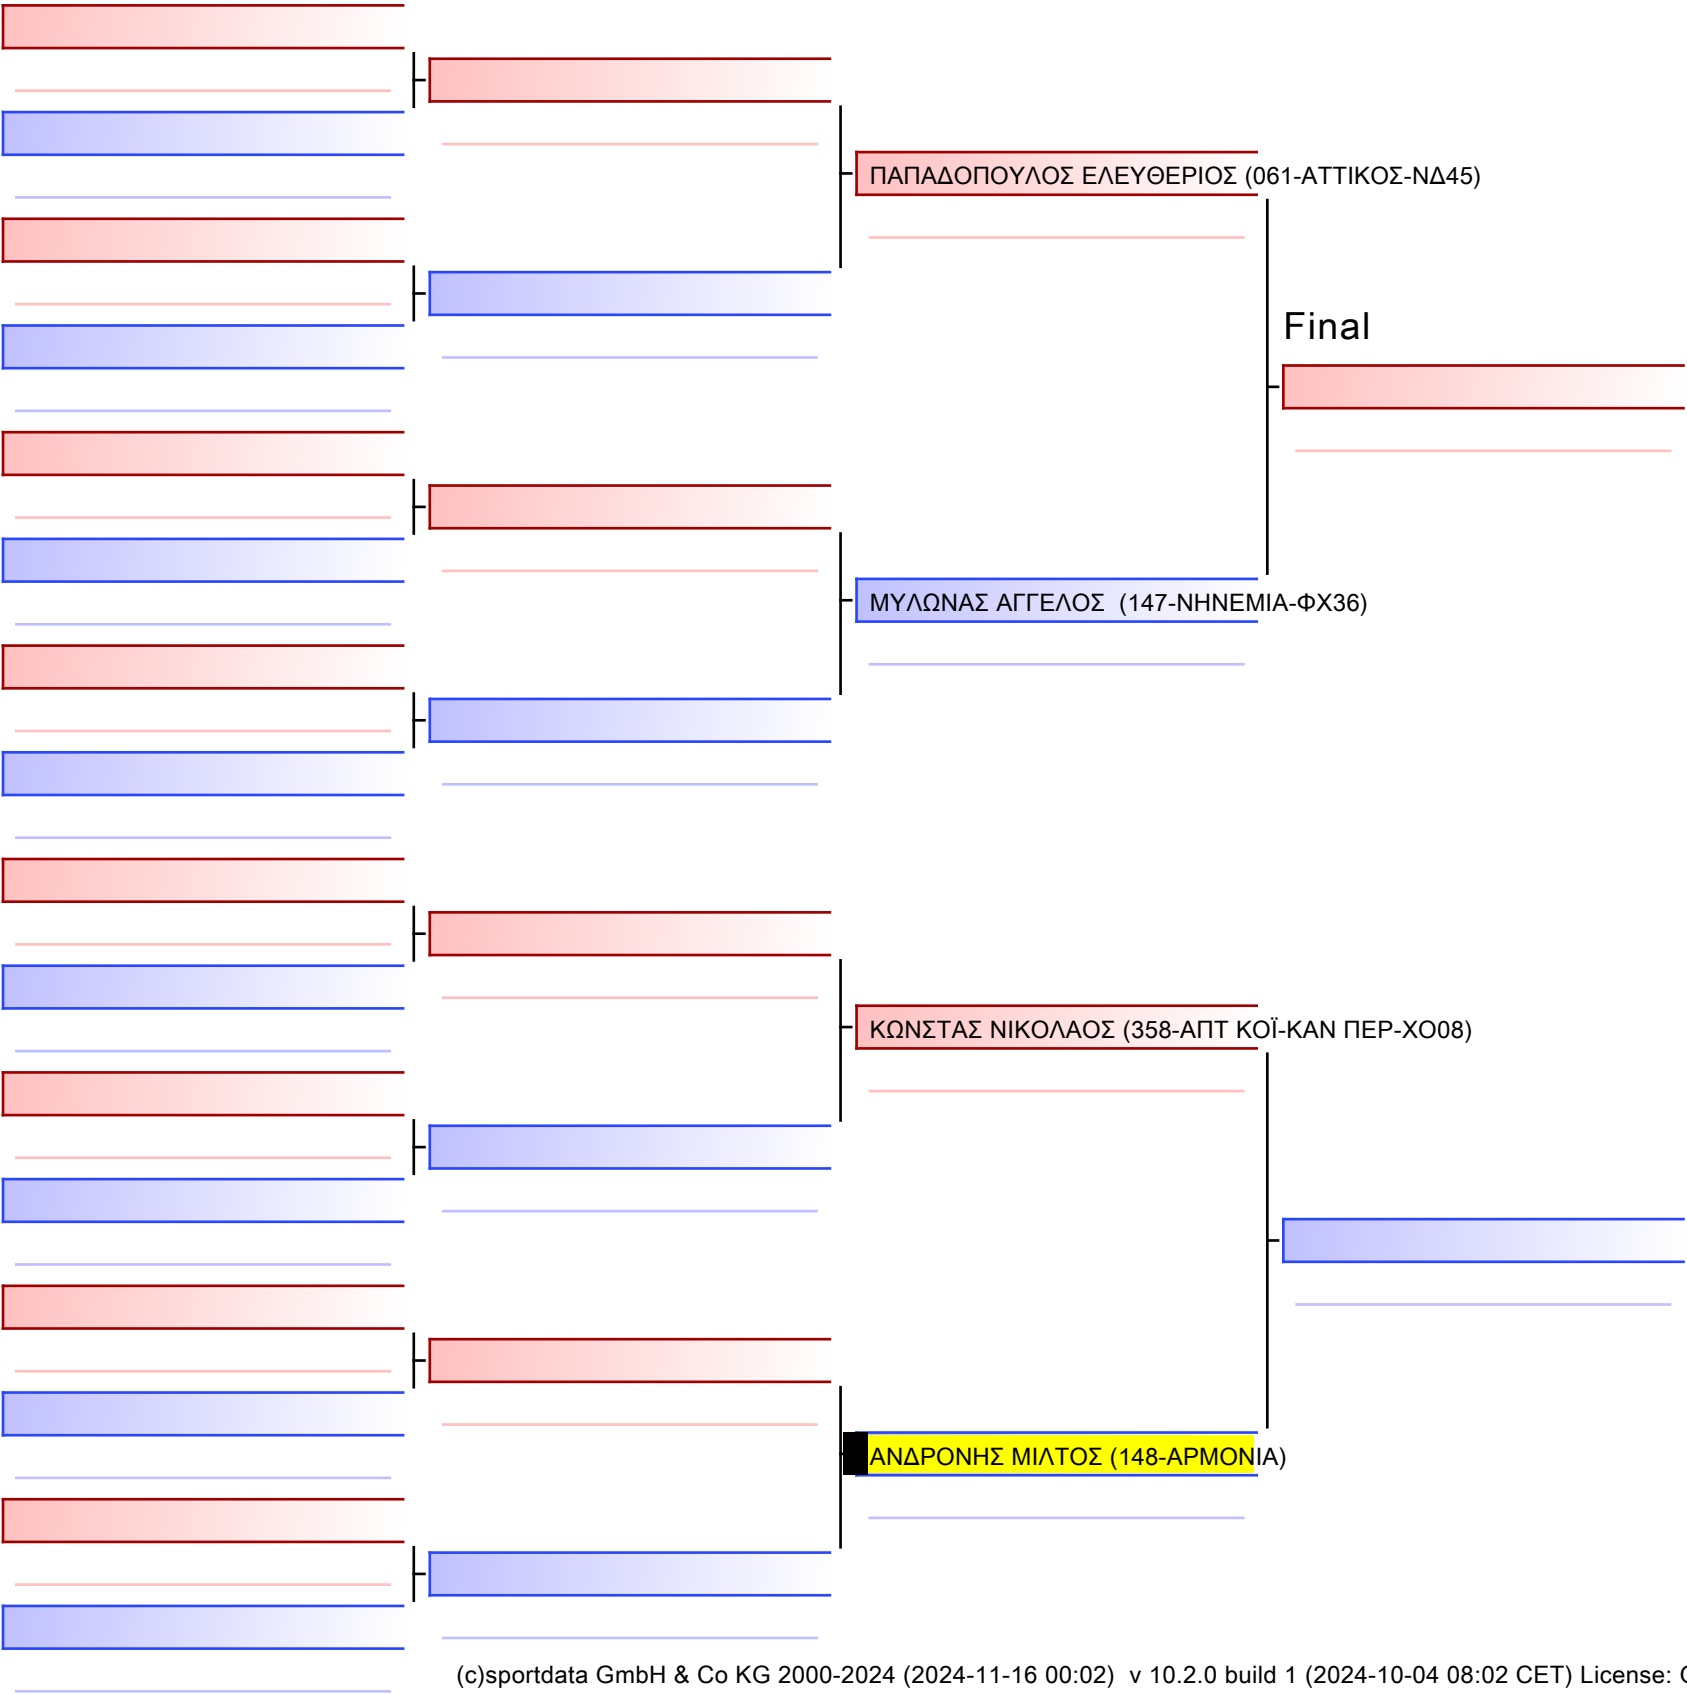 ΠΑΠΑΔΟΠΟΥΛΟΣ ΕΛΕΥΘΕΡΙΟΣ (061-ΑΤΤΙΚΟΣ-ΝΔ45)
Final
ΜΥΛΩΝΑΣ ΑΓΓΕΛΟΣ (147-ΝΗΝΕΜΙΑ-ΦΧ36)
ΚΩΝΣΤΑΣ ΝΙΚΟΛΑΟΣ (358-ΑΠΤ ΚΟΪ-ΚΑΝ ΠΕΡ-ΧΟ08)
ΑΝΔΡΟΝΗΣ ΜΙΛΤΟΣ (148-ΑΡΜΟΝΙΑ)
(c)sportdata GmbH & Co KG 2000-2024 (2024-11-16 00:02) v 10.2.0 build 1 (2024-10-04 08:02 CET) License: